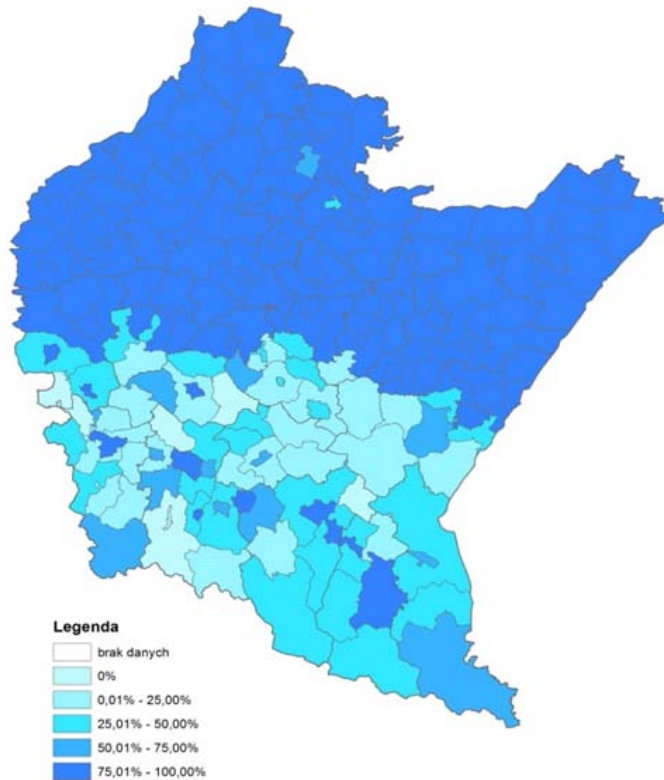 Legenda
brak danych
0%
0,01% - 25,00%
25,01% - 50,00%
50,01% - 75,00%
75,01% - 100,00%